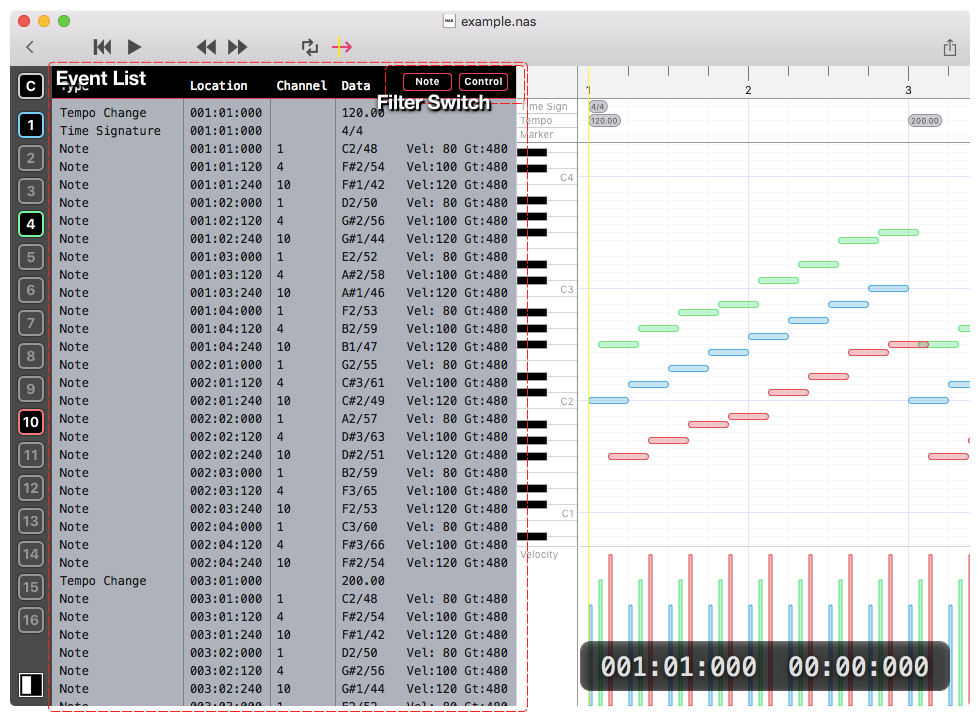 NAS example.nas
C
Event List
Type Location Channel Data Note Control
Filter Switch
Tempo Change 001:01:000 120.00
Time Signature 001:01:000 4/4
Note 001:01:000 1 C2/48 Vel: 80 Gt:480
Note 001:01:120 4 F#2/54 Vel:100 Gt:480
Note 001:01:240 10 F#1/42 Vel:120 Gt:480
Note 001:02:000 1 D2/50 Vel: 80 Gt:480
Note 001:02:120 4 G#2/56 Vel:100 Gt:480
Note 001:02:240 10 G#1/44 Vel:120 Gt:480
Note 001:03:000 1 E2/52 Vel: 80 Gt:480
Note 001:03:120 4 A#2/58 Vel:100 Gt:480
Note 001:03:240 10 A#1/46 Vel:120 Gt:480
Note 001:04:000 1 F2/53 Vel: 80 Gt:480
Note 001:04:120 4 B2/59 Vel:100 Gt:480
Note 001:04:240 10 B1/47 Vel:120 Gt:480
Note 002:01:000 1 G2/55 Vel: 80 Gt:480
Note 002:01:120 4 C#3/61 Vel:100 Gt:480
Note 002:01:240 10 C#2/49 Vel:120 Gt:480
Note 002:02:000 1 A2/57 Vel: 80 Gt:480
Note 002:02:120 4 D#3/63 Vel:100 Gt:480
Note 002:02:240 10 D#2/51 Vel:120 Gt:480
Note 002:03:000 1 B2/59 Vel: 80 Gt:480
Note 002:03:120 4 F3/65 Vel:100 Gt:480
Note 002:03:240 10 F2/53 Vel:120 Gt:480
Note 002:04:000 1 C3/60 Vel: 80 Gt:480
Note 002:04:120 4 F#3/66 Vel:100 Gt:480
Note 002:04:240 10 F#2/54 Vel:120 Gt:480
Tempo Change 003:01:000 200.00
Note 003:01:000 1 C2/48 Vel: 80 Gt:480
Note 003:01:120 4 F#2/54 Vel:100 Gt:480
Note 003:01:240 10 F#1/42 Vel:120 Gt:480
Note 003:02:000 1 D2/50 Vel: 80 Gt:480
Note 003:02:120 4 G#2/56 Vel:100 Gt:480
Note 003:02:240 10 G#1/44 Vel:120 Gt:480
Note 003:03:000 1 E2/52 Vel: 80 Gt:480
1
2
3
4
5
6
7
8
9
10
11
12
13
14
15
16
1 2 3
Time Sign 4/4
Tempo 120.00 200.00
Marker
C4
C3
C2
C1
Velocity
001:01:000 00:00:000